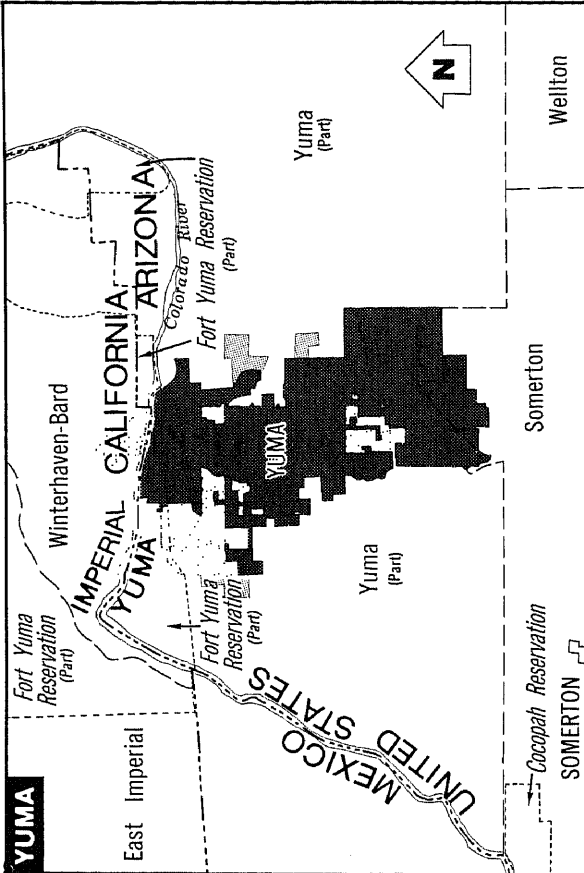 YUMA
East Imperial
Fort Yuma
Reservation
(Part)
Winterhaven-Bard
IMPERIAL CALIFORNIA
YUMA ARIZONA
Colorado River
Fort Yuma Reservation
(Part)
Fort Yuma
Reservation
(Part)
MEXICO
UNITED STATES
YUMA
Yuma
(Part)
Yuma
(Part)
N
Somerton
Wellton
Cocopah Reservation
SOMERTON